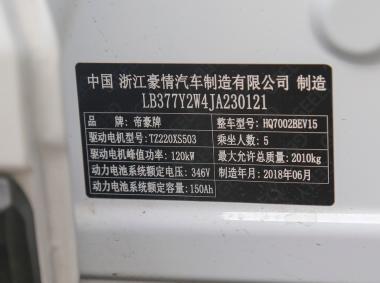 中国 浙江豪情汽车制造有限公司 制造
LB377Y2W4JA230121
品 牌：帝豪牌 整车型号：HQ7002BEV15
驱动电机型号：TZ220XS503 乘坐人数：5
驱动电机峰值功率：120kW 最大允许总质量：2010kg
动力电池系统额定电压：346V 制造年月：2018年06月
动力电池系统额定容量：150Ah